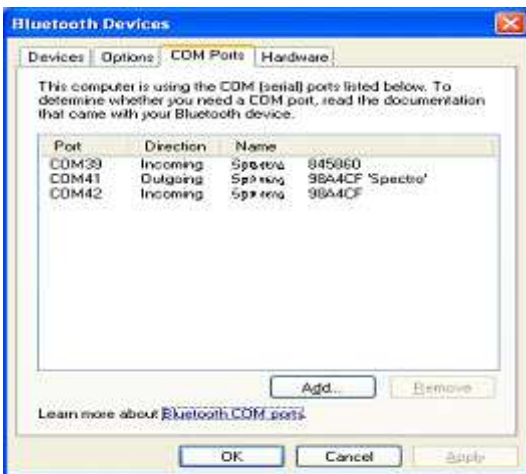 Bluetooth Devices
Devices Options COM Ports Hardware
This computer is using the COM (serial) ports listed below. To
determine whether you need a COM port, read the documentation
that came with your Bluetooth device.
Port Direction Name
COM39 Incoming 845860
COM41 Outgoing 98A4CF 'Spectro'
COM42 Incoming 98A4CF
Add... Remove
Learn more about Bluetooth COM ports.
OK Cancel Apply